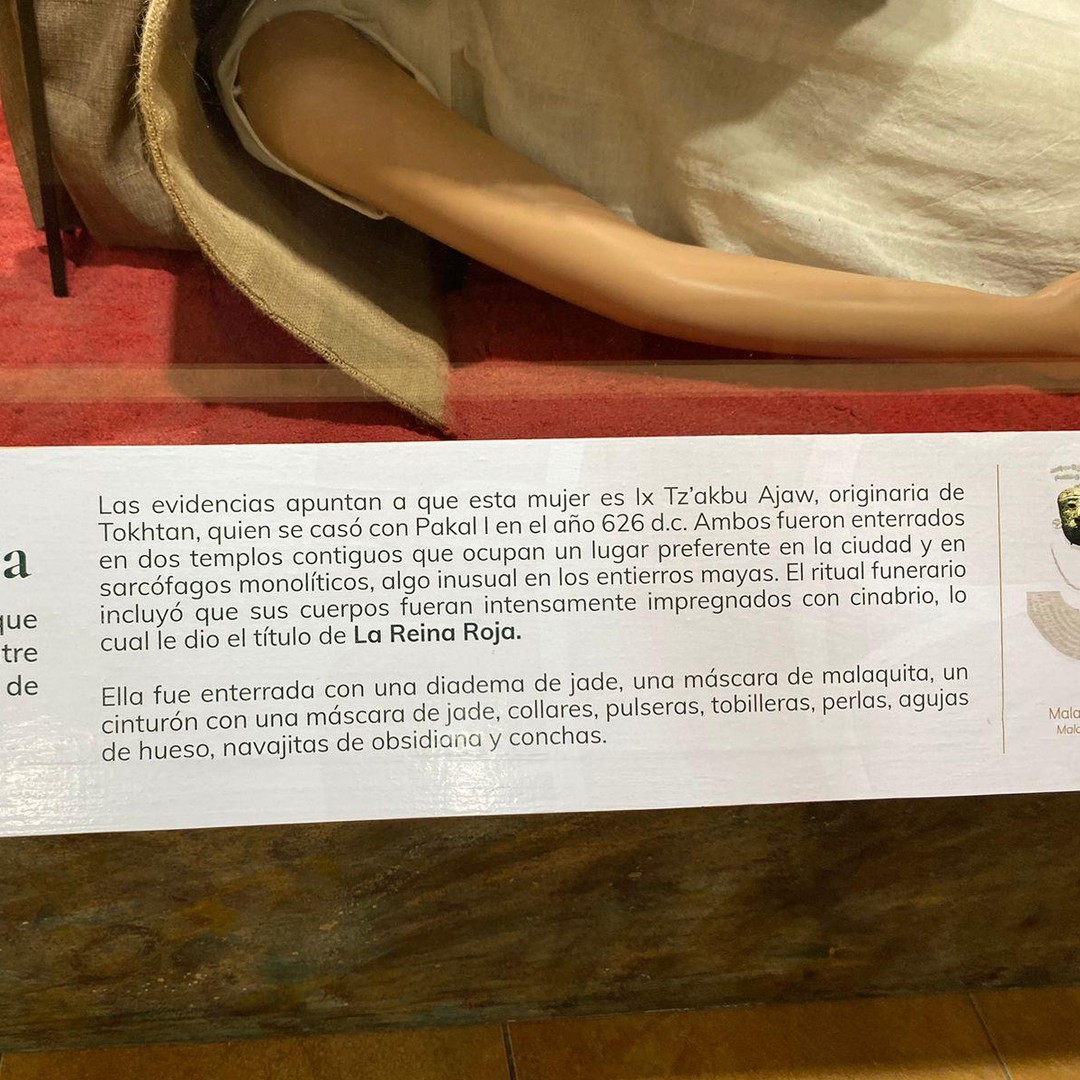 a
que
tre
de
Las evidencias apuntan a que esta mujer es Ix Tz’akbu Ajaw, originaria de
Tokhtan, quien se casó con Pakal I en el año 626 d.c. Ambos fueron enterrados
en dos templos contiguos que ocupan un lugar preferente en la ciudad y en
sarcófagos monolíticos, algo inusual en los entierros mayas. El ritual funerario
incluyó que sus cuerpos fueran intensamente impregnados con cinabrio, lo
cual le dio el título de La Reina Roja.
Ella fue enterrada con una diadema de jade, una máscara de malaquita, un
cinturón con una máscara de jade, collares, pulseras, tobilleras, perlas, agujas
de hueso, navajitas de obsidiana y conchas.
Mala